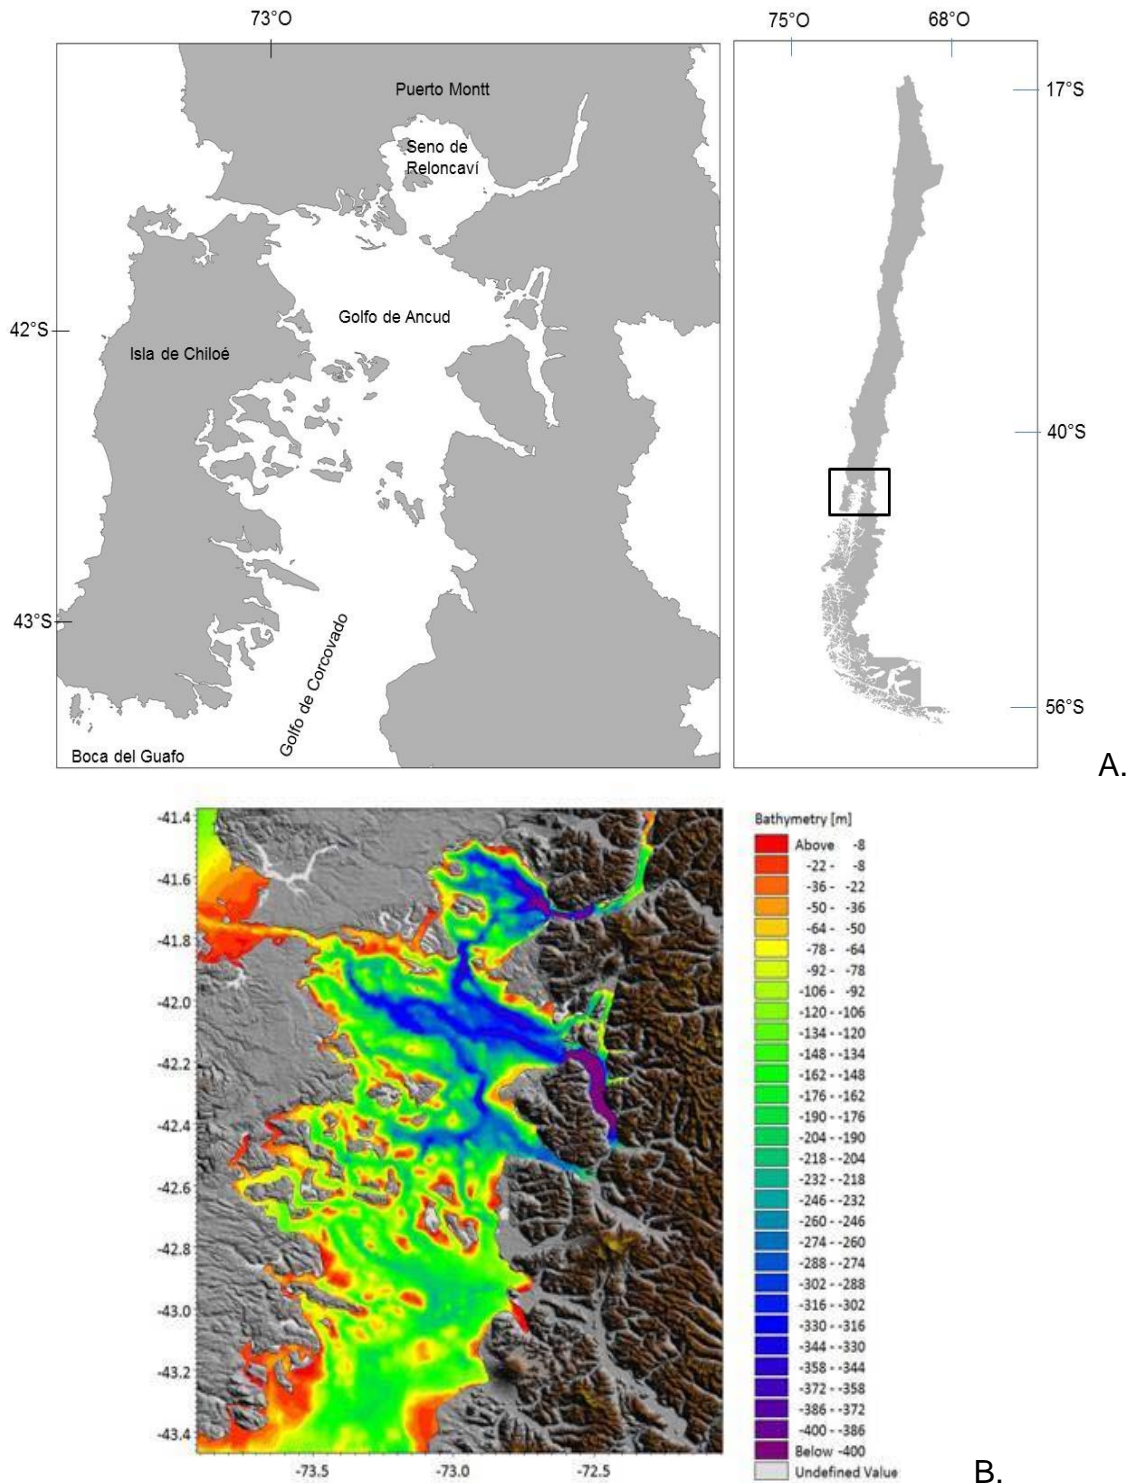 73°O
75°O
68°O
Puerto Montt
17°S
Seno de
Reloncaví
42°S
Golfo de Ancud
Isla de Chiloé
40°S
43°S
Golfo de Corcovado
56°S
Boca del Guafo
A.
-41.4
-41.6
-41.8
-42.0
-42.2
-42.4
-42.6
-42.8
-43.0
-43.2
-43.4
-73.5
-73.0
-72.5
Bathymetry [m]
Above -8
-22 - -8
-36 - -22
-50 - -36
-64 - -50
-78 - -64
-92 - -78
-106 - -92
-120 - -106
-134 - -120
-148 - -134
-162 - -148
-176 - -162
-190 - -176
-204 - -190
-218 - -204
-232 - -218
-246 - -232
-260 - -246
-274 - -260
-288 - -274
-302 - -288
-316 - -302
-330 - -316
-344 - -330
-358 - -344
-372 - -358
-386 - -372
-400 - -386
Below -400
Undefined Value
B.